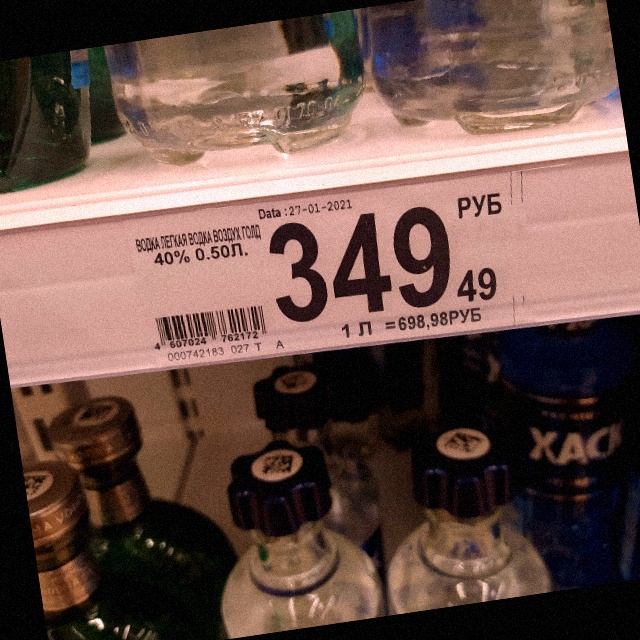 Data :27-01-2021
ВОДКА ЛЕГКАЯ ВОДКА ВОЗДУХ ГОЛД
40% 0.50Л.
349 49 РУБ
1 Л =698,98РУБ
4 607024 762172
000742183 027 Т А
ХАС